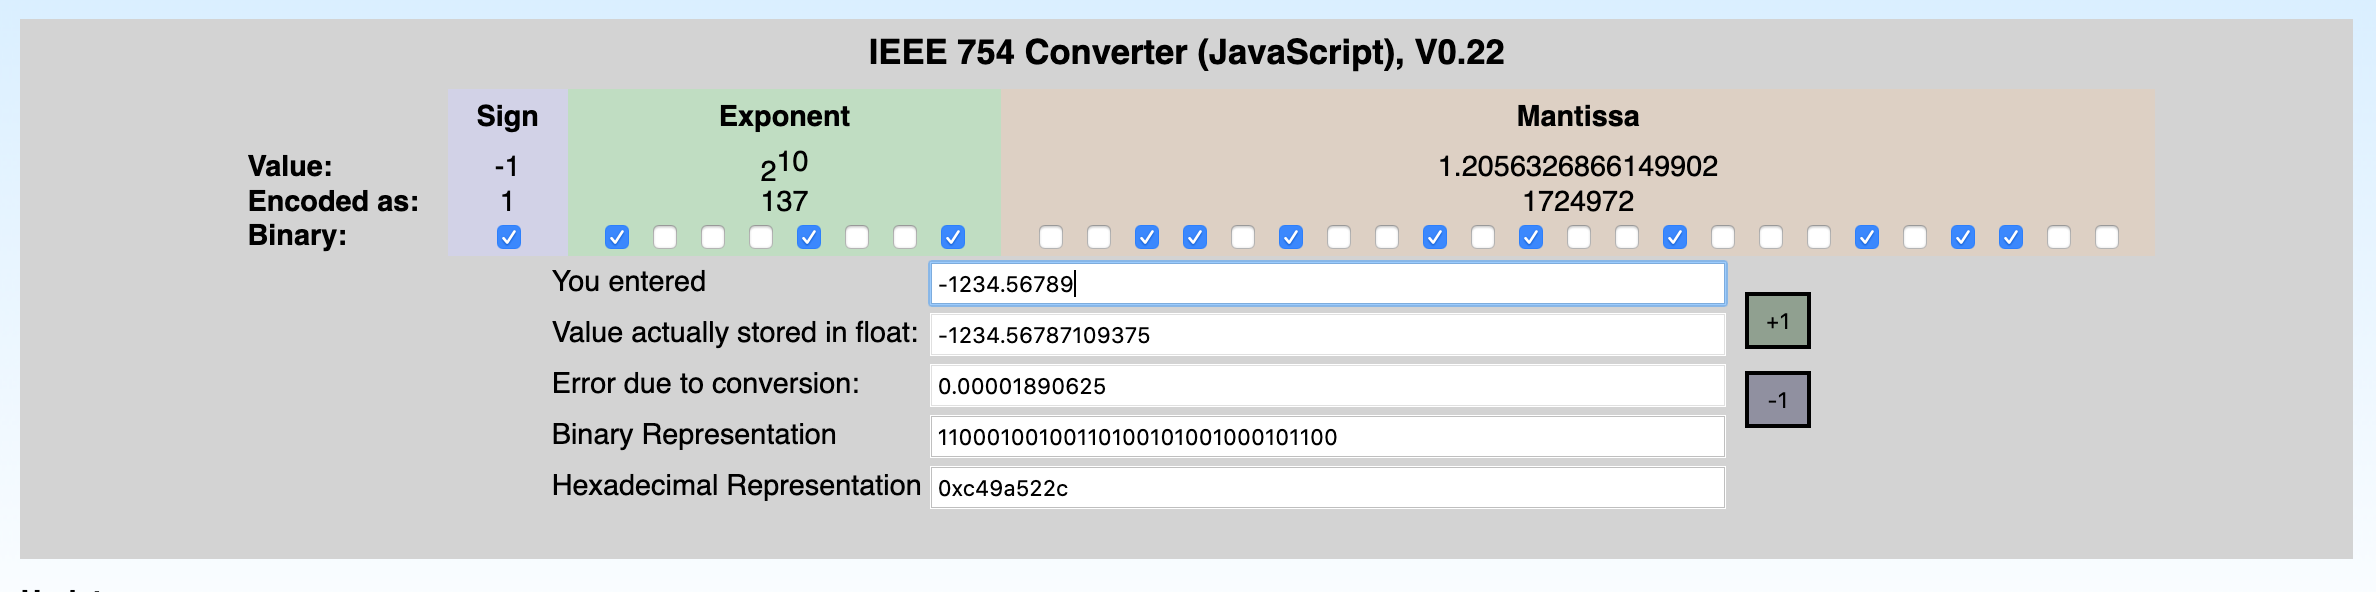 IEEE 754 Converter (JavaScript), V0.22
Sign Exponent Mantissa
Value: -1 2^10 1.2056326866149902
Encoded as: 1 137 1724972
Binary:
You entered -1234.56789
Value actually stored in float: -1234.56787109375
+1
Error due to conversion: 0.00001890625
-1
Binary Representation 11000100100110100101001000101100
Hexadecimal Representation 0xc49a522c